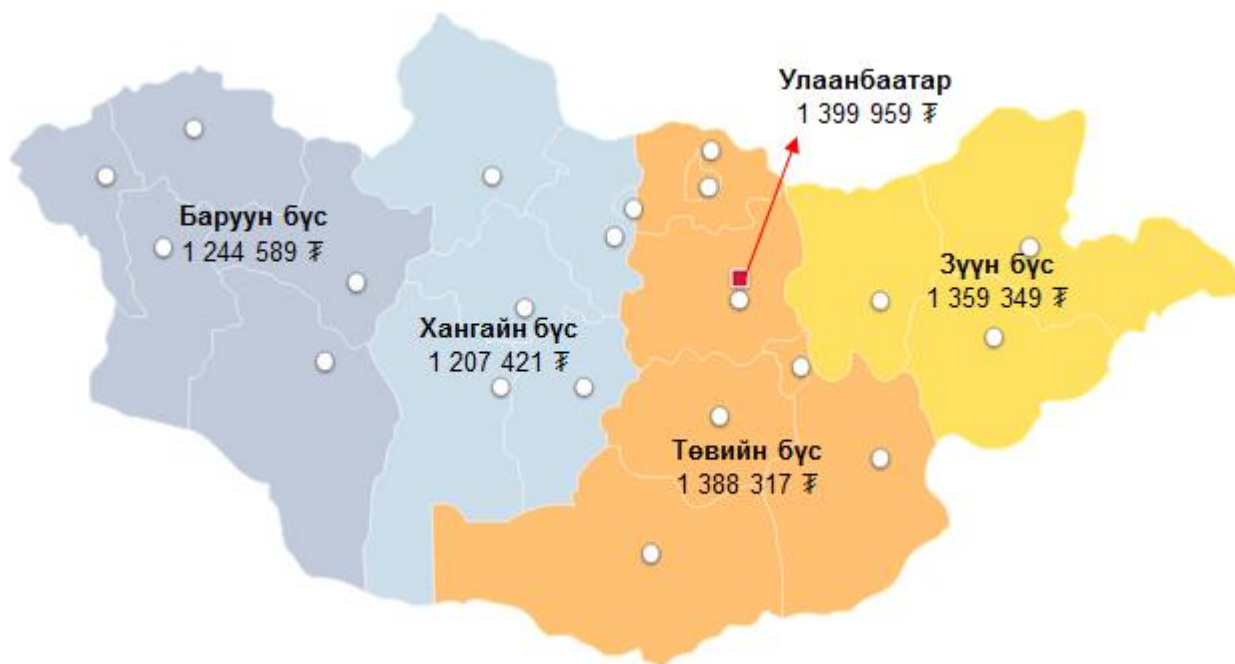 Улаанбаатар
1 399 959 ₮
Баруун бүс
1 244 589 ₮
Зүүн бүс
1 359 349 ₮
Хангайн бүс
1 207 421 ₮
Төвийн бүс
1 388 317 ₮